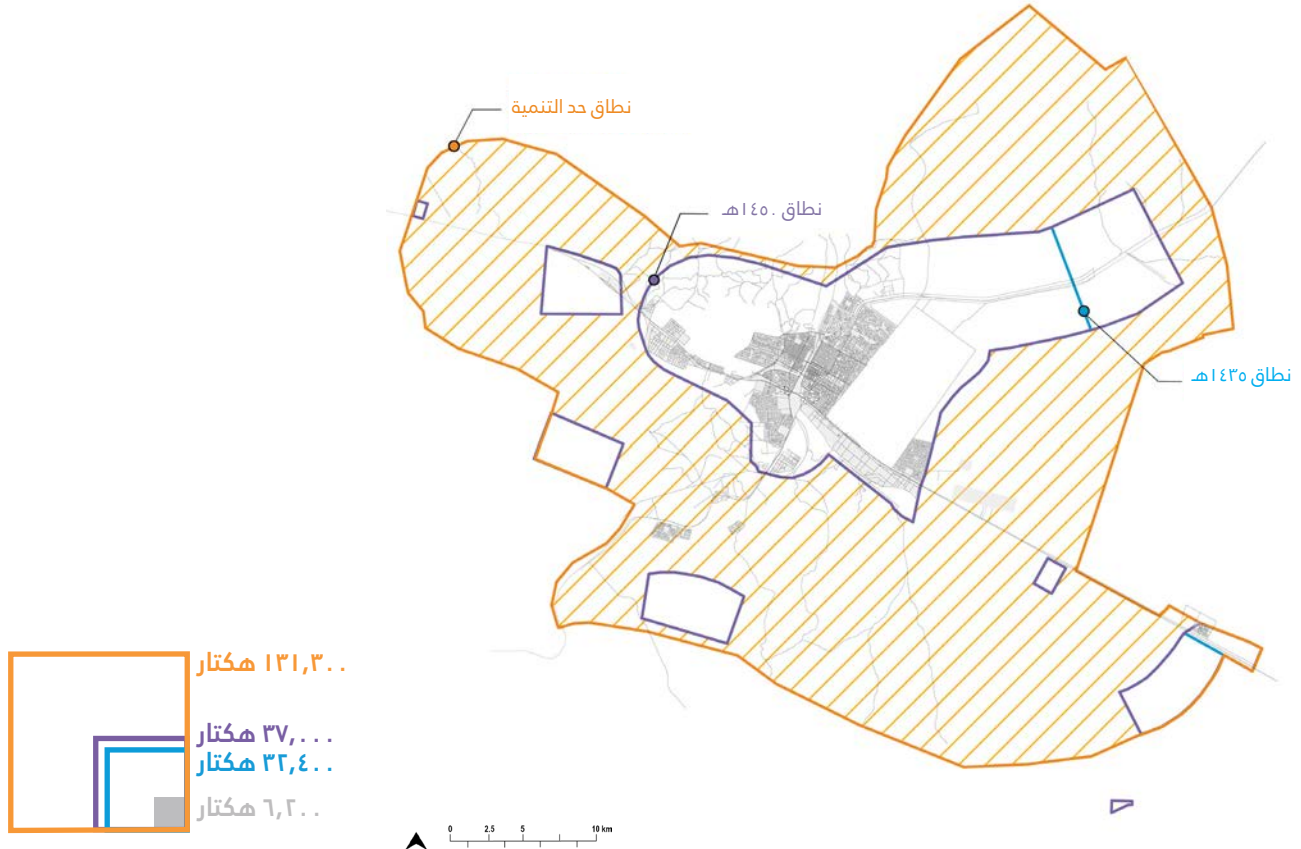 نطاق حد التنمية
نطاق ١٤٥٠هـ
نطاق ١٤٣٥هـ
١٣١,٣٠٠ هكتار
٣٧,٠٠٠ هكتار
٣٢,٤٠٠ هكتار
٦,٢٠٠ هكتار
0 2.5 5 10 km